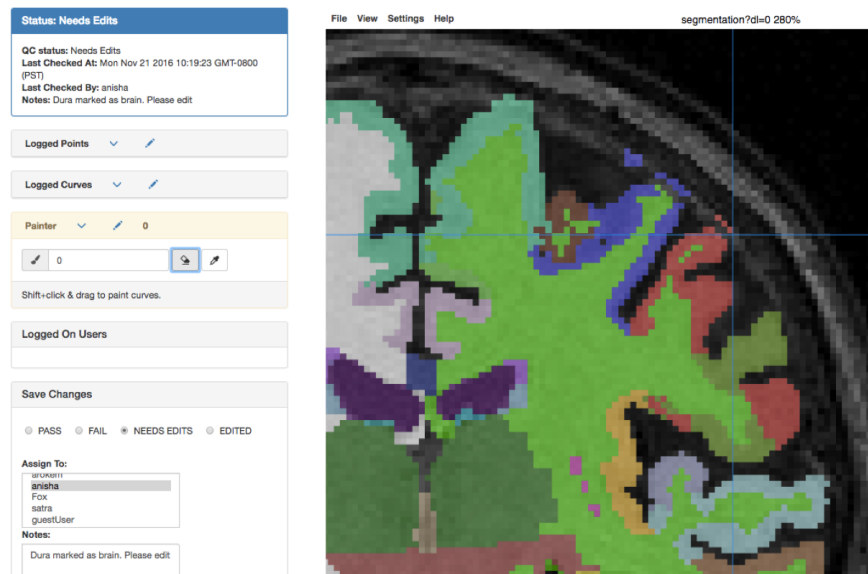 Status: Needs Edits
QC status: Needs Edits
Last Checked At: Mon Nov 21 2016 10:19:23 GMT-0800
(PST)
Last Checked By: anisha
Notes: Dura marked as brain. Please edit
Logged Points
Logged Curves
Painter 0
0
Shift+click & drag to paint curves.
Logged On Users
Save Changes
PASS FAIL NEEDS EDITS EDITED
Assign To:
arokem
anisha
Fox
satra
guestUser
Notes:
Dura marked as brain. Please edit
File View Settings Help segmentation?dl=0 280%